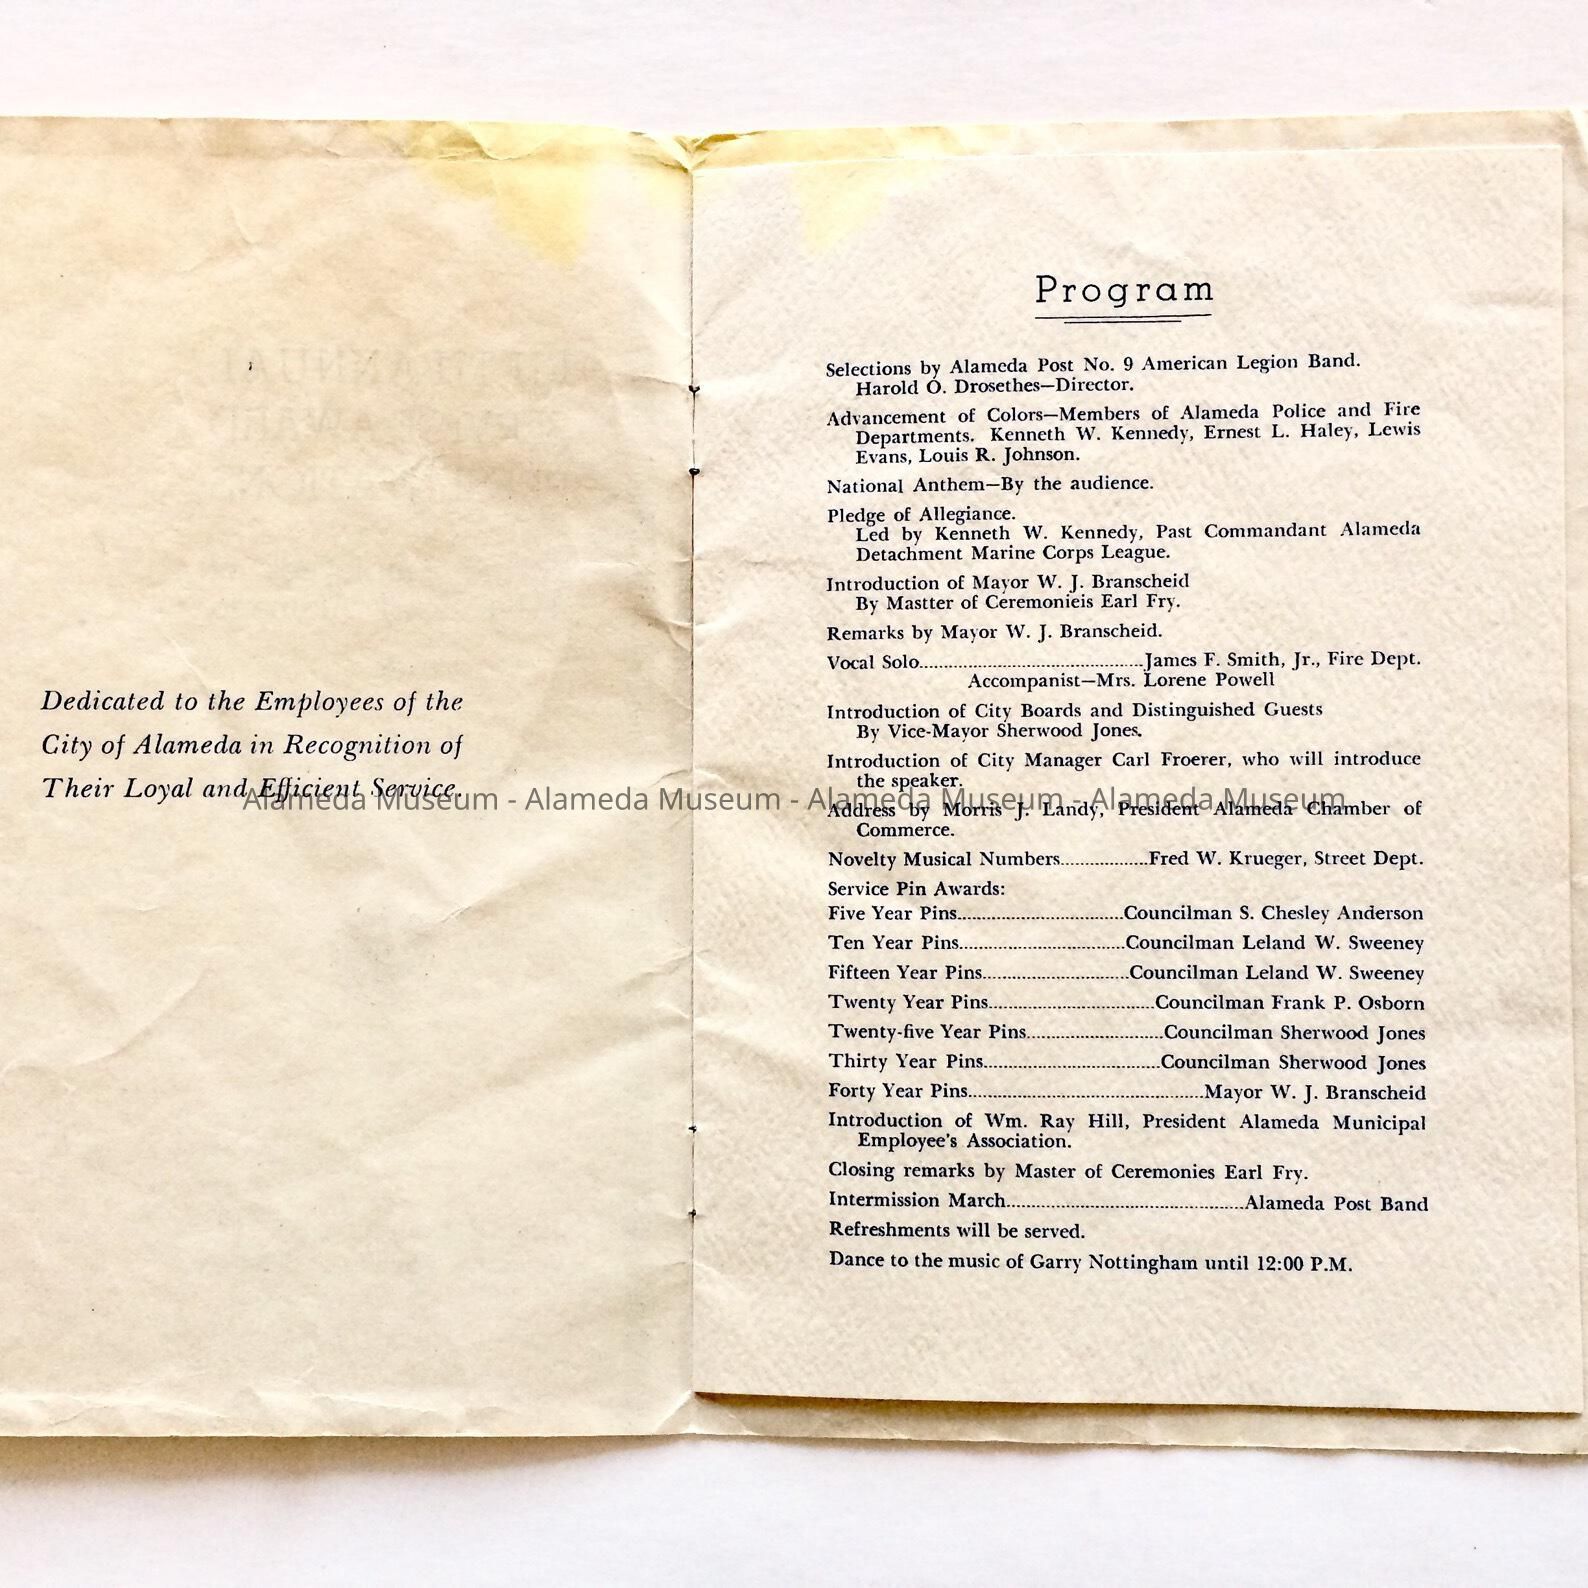 Dedicated to the Employees of the
City of Alameda in Recognition of
Their Loyal and Efficient Service.
Program
Selections by Alameda Post No. 9 American Legion Band.
Harold O. Drosethes—Director.
Advancement of Colors—Members of Alameda Police and Fire
Departments. Kenneth W. Kennedy, Ernest L. Haley, Lewis
Evans, Louis R. Johnson.
National Anthem—By the audience.
Pledge of Allegiance.
Led by Kenneth W. Kennedy, Past Commandant Alameda
Detachment Marine Corps League.
Introduction of Mayor W. J. Branscheid
By Mastter of Ceremonieis Earl Fry.
Remarks by Mayor W. J. Branscheid.
Vocal Solo..............................................James F. Smith, Jr., Fire Dept.
Accompanist—Mrs. Lorene Powell
Introduction of City Boards and Distinguished Guests
By Vice-Mayor Sherwood Jones.
Introduction of City Manager Carl Froerer, who will introduce
the speaker.
Alameda Museum - Alameda Museum - Alameda Museum - Alameda Museum
Address by Morris J. Landy, President Alameda Chamber of
Commerce.
Novelty Musical Numbers..................Fred W. Krueger, Street Dept.
Service Pin Awards:
Five Year Pins..................................Councilman S. Chesley Anderson
Ten Year Pins..................................Councilman Leland W. Sweeney
Fifteen Year Pins..............................Councilman Leland W. Sweeney
Twenty Year Pins..................................Councilman Frank P. Osborn
Twenty-five Year Pins............................Councilman Sherwood Jones
Thirty Year Pins....................................Councilman Sherwood Jones
Forty Year Pins................................................Mayor W. J. Branscheid
Introduction of Wm. Ray Hill, President Alameda Municipal
Employee's Association.
Closing remarks by Master of Ceremonies Earl Fry.
Intermission March.................................................Alameda Post Band
Refreshments will be served.
Dance to the music of Garry Nottingham until 12:00 P.M.